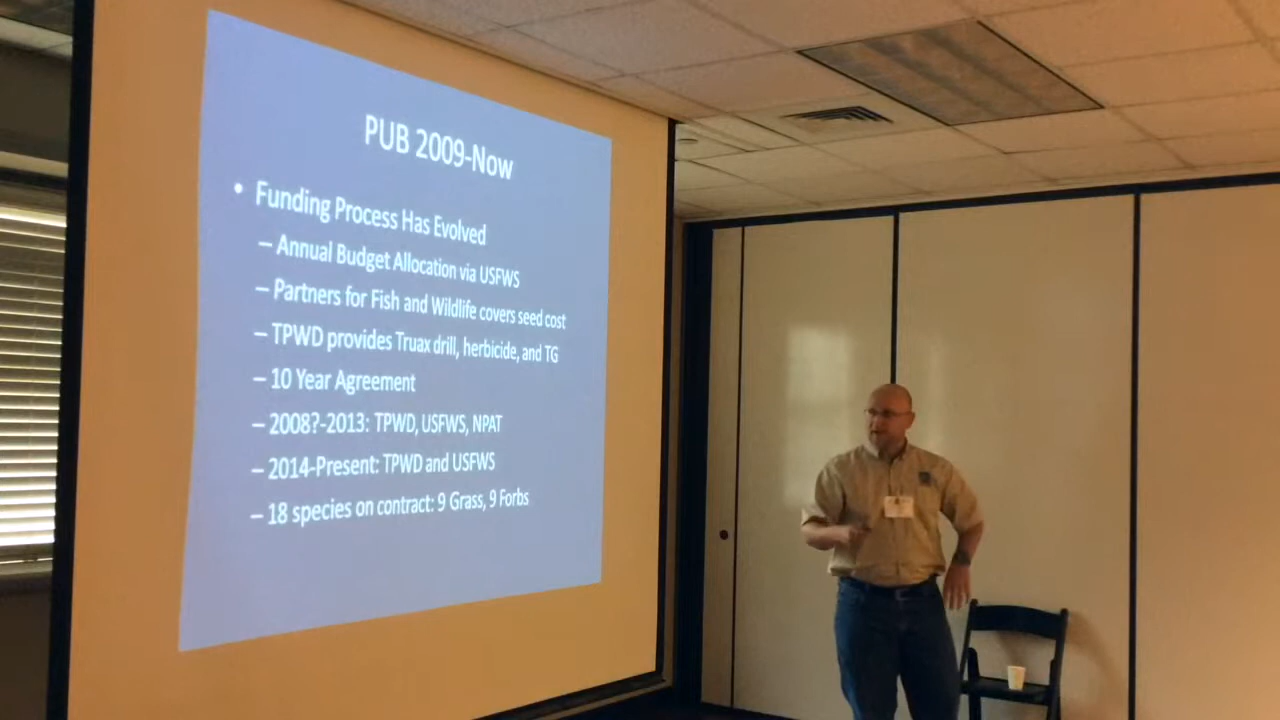 PUB 2009-Now
• Funding Process Has Evolved
– Annual Budget Allocation via USFWS
– Partners for Fish and Wildlife covers seed cost
– TPWD provides Truax drill, herbicide, and TG
– 10 Year Agreement
– 2008?-2013: TPWD, USFWS, NPAT
– 2014-Present: TPWD and USFWS
– 18 species on contract: 9 Grass, 9 Forbs